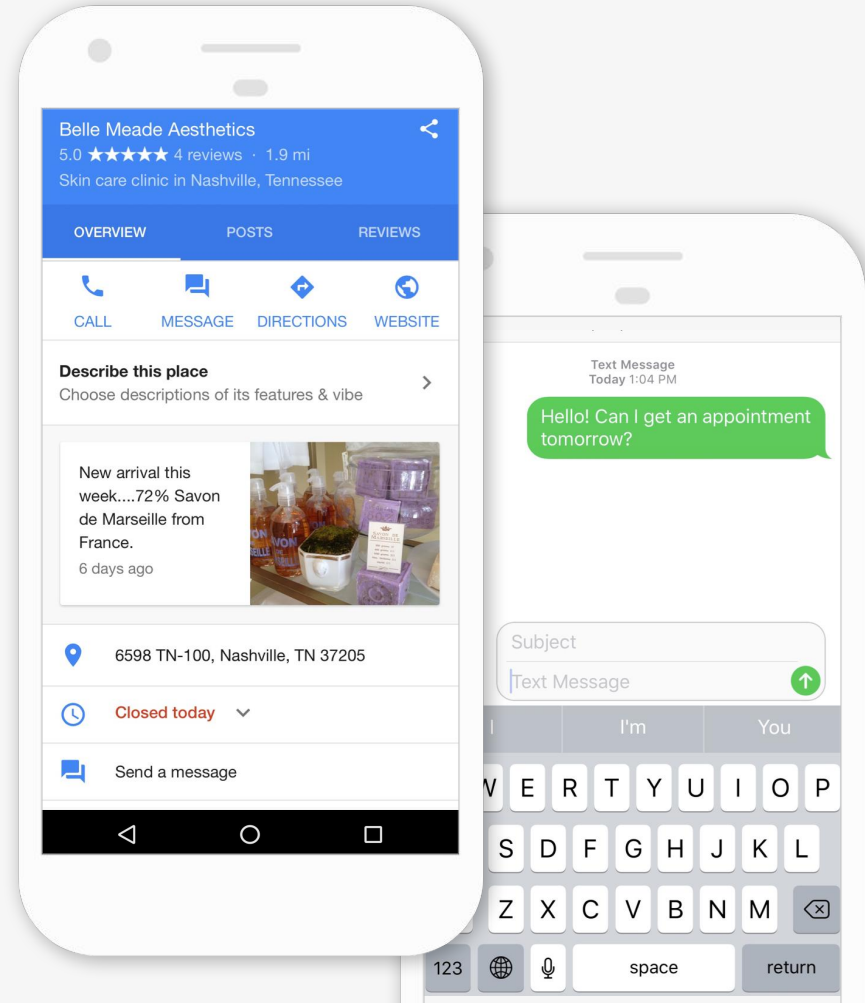 Belle Meade Aesthetics
5.0 ★★★★★ 4 reviews · 1.9 mi
Skin care clinic in Nashville, Tennessee
OVERVIEW POSTS REVIEWS
CALL MESSAGE DIRECTIONS WEBSITE
Describe this place
Choose descriptions of its features & vibe
New arrival this
week....72% Savon
de Marseille from
France.
6 days ago
6598 TN-100, Nashville, TN 37205
Closed today
Send a message
Text Message
Today 1:04 PM
Hello! Can I get an appointment
tomorrow?
Subject
Text Message
I I'm You
W E R T Y U I O P
S D F G H J K L
Z X C V B N M
123 space return